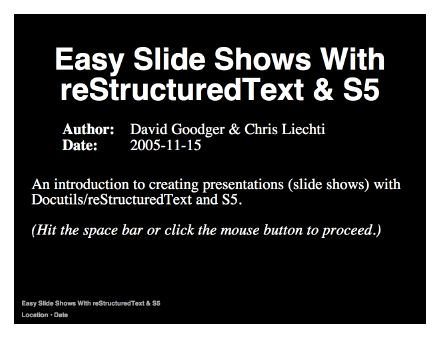 Easy Slide Shows With
reStructuredText & S5
Author: David Goodger & Chris Liechti
Date: 2005-11-15
An introduction to creating presentations (slide shows) with
Docutils/reStructuredText and S5.
(Hit the space bar or click the mouse button to proceed.)
Easy Slide Shows With reStructuredText & S5
Location • Date